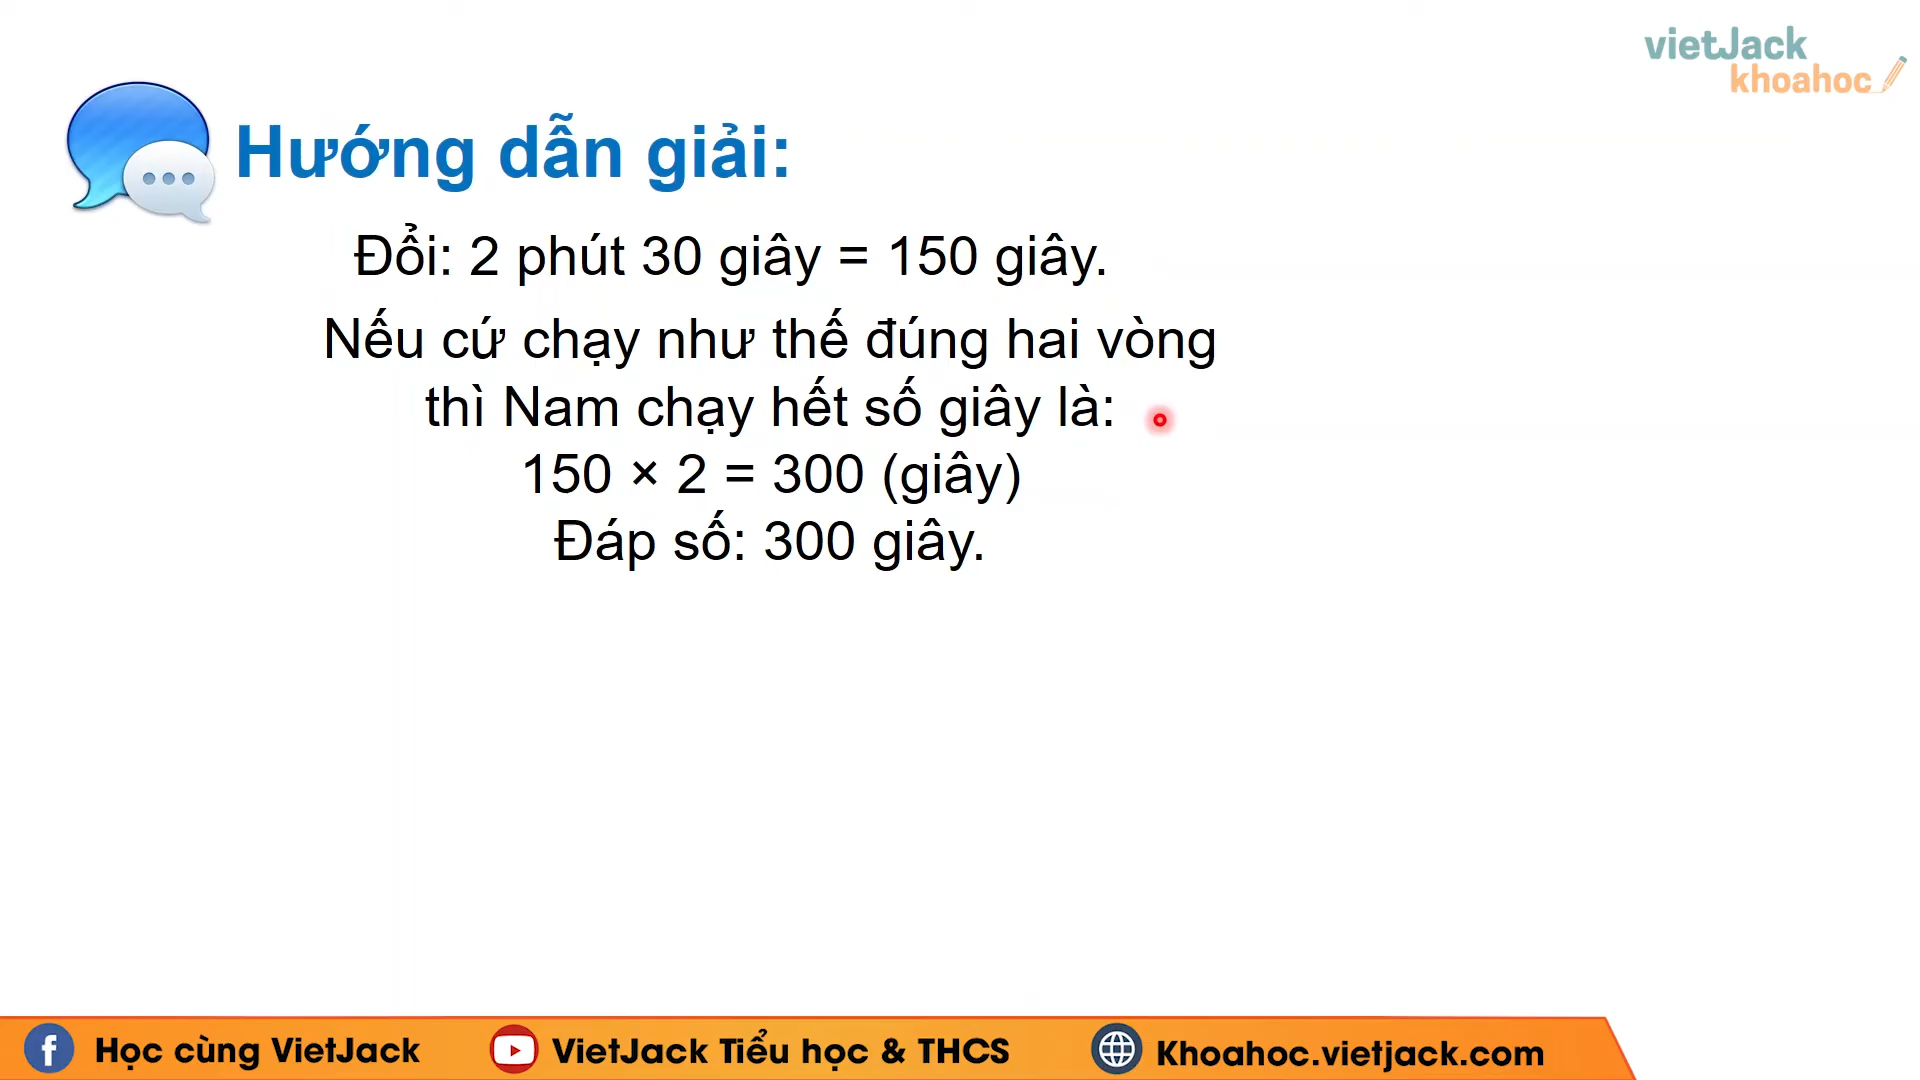 vietJack
khoahoc
Hướng dẫn giải:
Đổi: 2 phút 30 giây = 150 giây.
Nếu cứ chạy như thế đúng hai vòng
thì Nam chạy hết số giây là:
150 × 2 = 300 (giây)
Đáp số: 300 giây.
Học cùng VietJack
VietJack Tiểu học & THCS
Khoahoc.vietjack.com